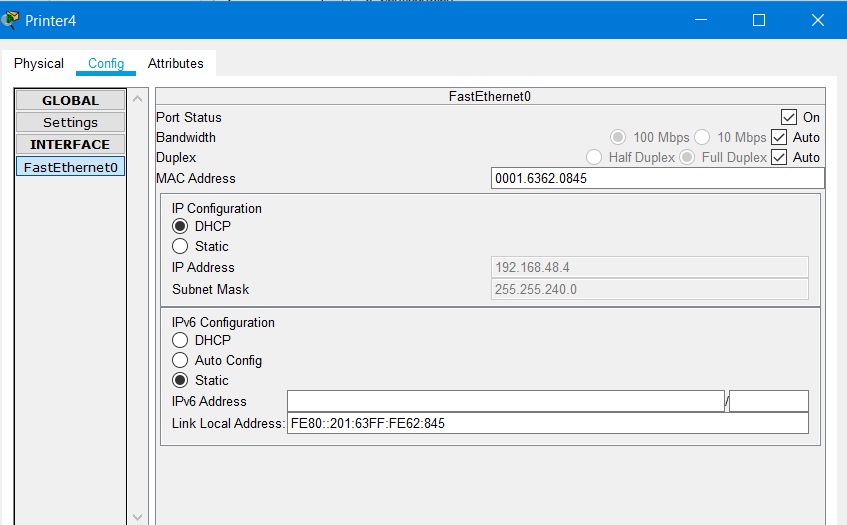 Printer4
Physical Config Attributes
GLOBAL
Settings
INTERFACE
FastEthernet0
FastEthernet0
Port Status On
Bandwidth 100 Mbps 10 Mbps Auto
Duplex Half Duplex Full Duplex Auto
MAC Address 0001.6362.0845
IP Configuration
DHCP
Static
IP Address 192.168.48.4
Subnet Mask 255.255.240.0
IPv6 Configuration
DHCP
Auto Config
Static
IPv6 Address /
Link Local Address: FE80::201:63FF:FE62:845